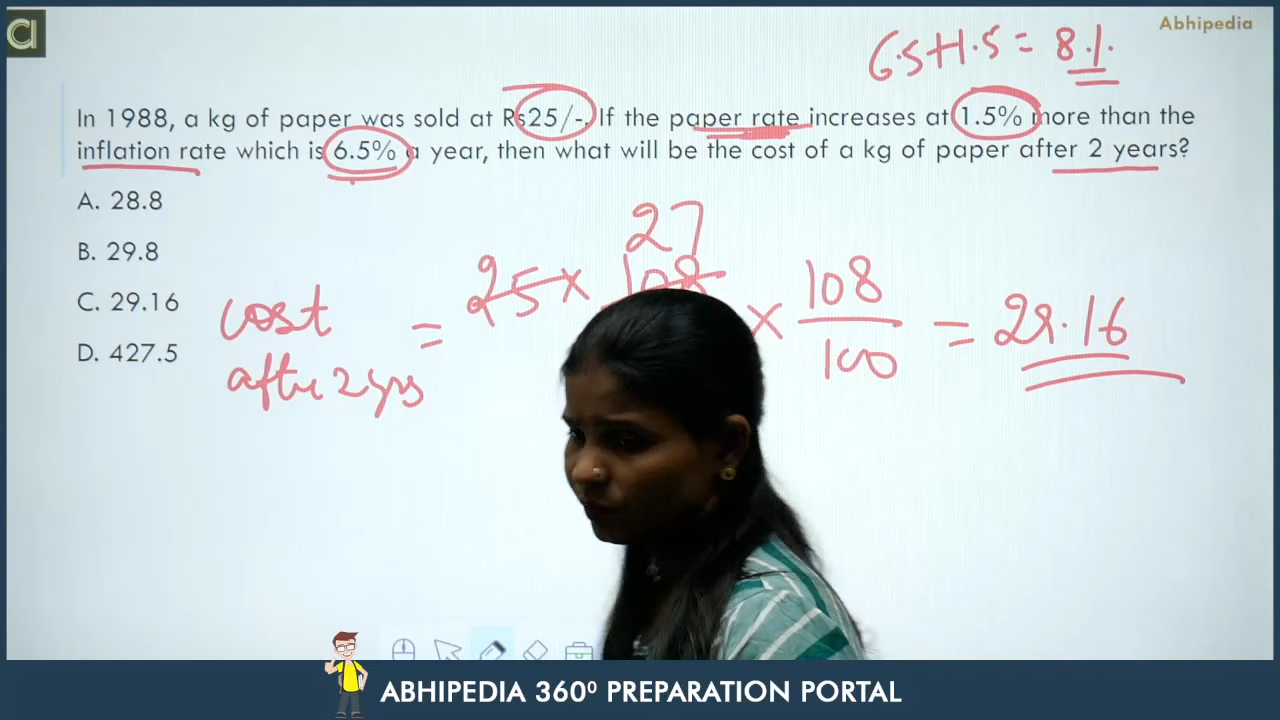 Abhipedia
6.5+1.5 = 8%.
In 1988, a kg of paper was sold at Rs25/-. If the paper rate increases at 1.5% more than the
inflation rate which is 6.5% a year, then what will be the cost of a kg of paper after 2 years?
A. 28.8
B. 29.8
C. 29.16
D. 427.5
27
cost after 2 yrs = 25 × 108 × 108/100 = 29.16
ABHIPEDIA 360⁰ PREPARATION PORTAL